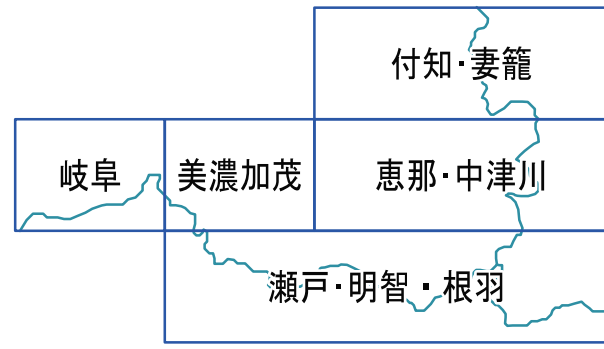 付知･妻籠
岐阜
美濃加茂
恵那･中津川
瀬戸･明智・根羽